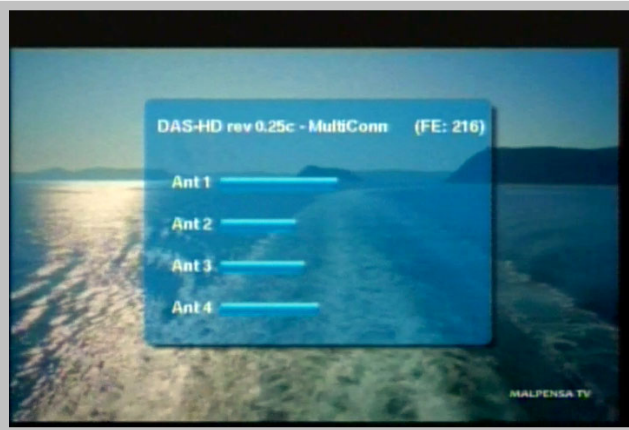 DAS-HD rev 0.25c - MultiConn (FE: 216)
Ant 1
Ant 2
Ant 3
Ant 4
MALPENSA TV